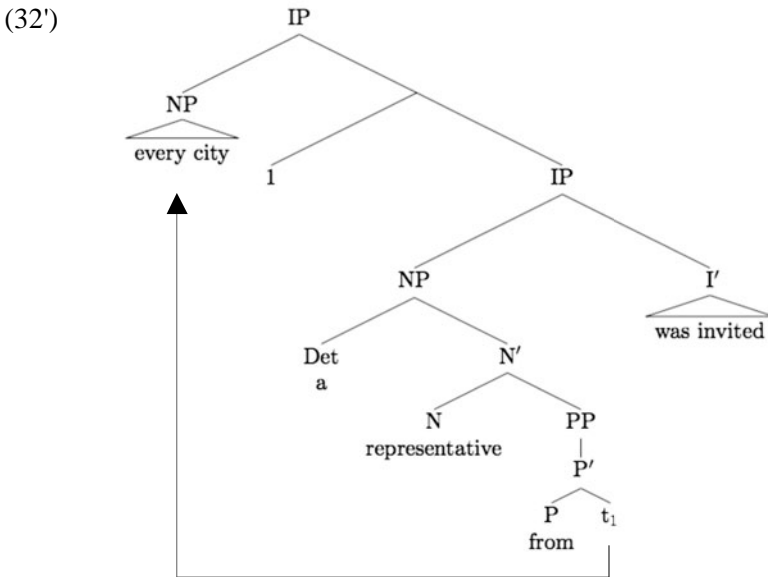 (32')
IP
NP
every city
1
IP
NP
I′
was invited
Det
a
N′
N
representative
PP
P′
P
from
t₁